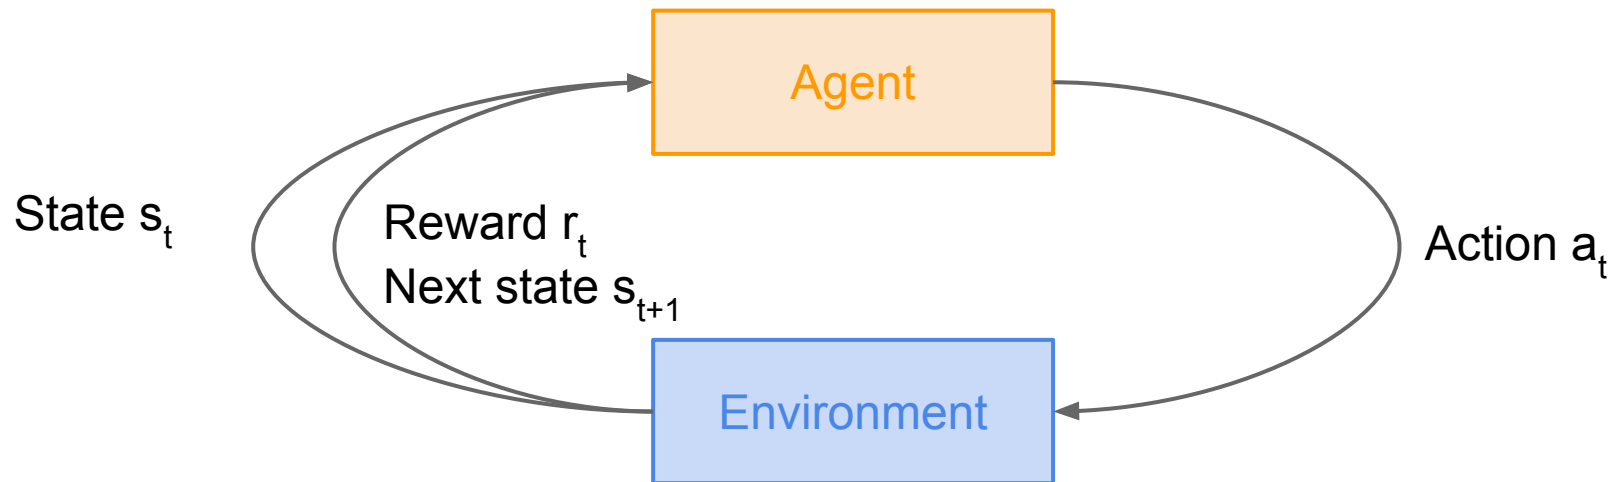 Agent
State sₜ
Reward rₜ
Next state sₜ₊₁
Action aₜ
Environment